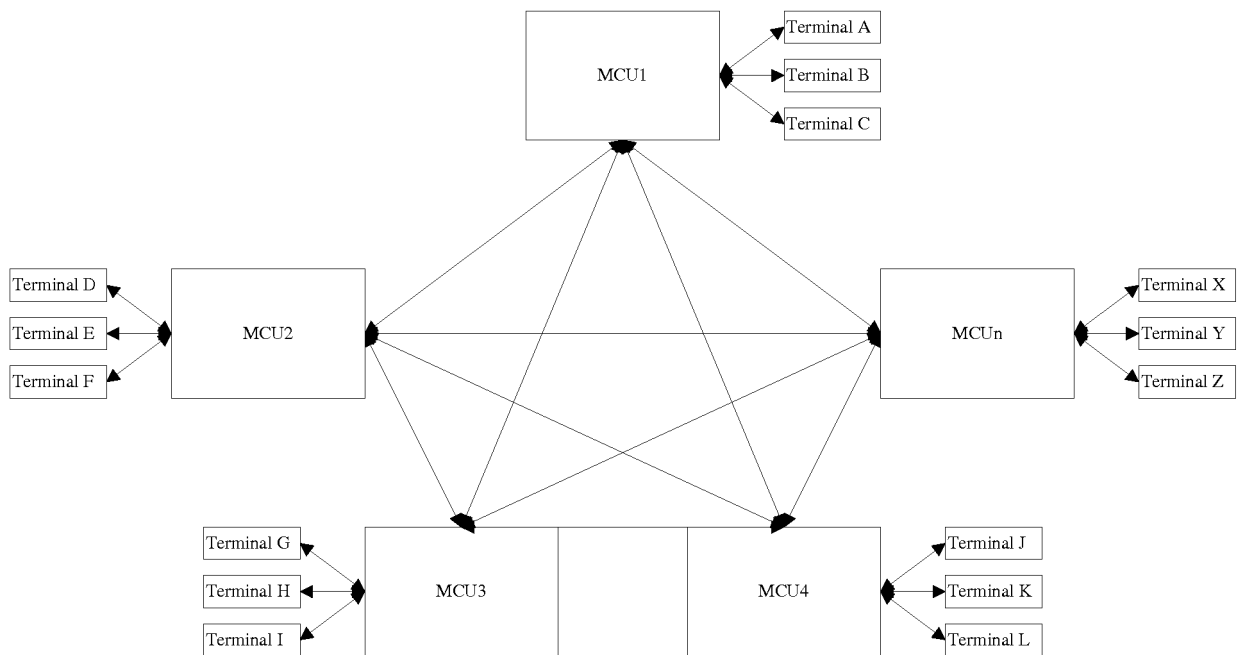 Terminal A
MCU1
Terminal B
Terminal C
Terminal D
Terminal E
Terminal F
MCU2
MCUn
Terminal X
Terminal Y
Terminal Z
Terminal G
Terminal H
Terminal I
MCU3
MCU4
Terminal J
Terminal K
Terminal L